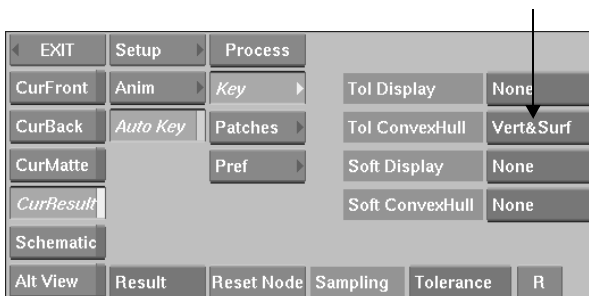 EXIT Setup Process
CurFront Anim Key Tol Display None
CurBack Auto Key Patches Tol ConvexHull Vert&Surf
CurMatte Pref Soft Display None
CurResult Soft ConvexHull None
Schematic
Alt View Result Reset Node Sampling Tolerance R